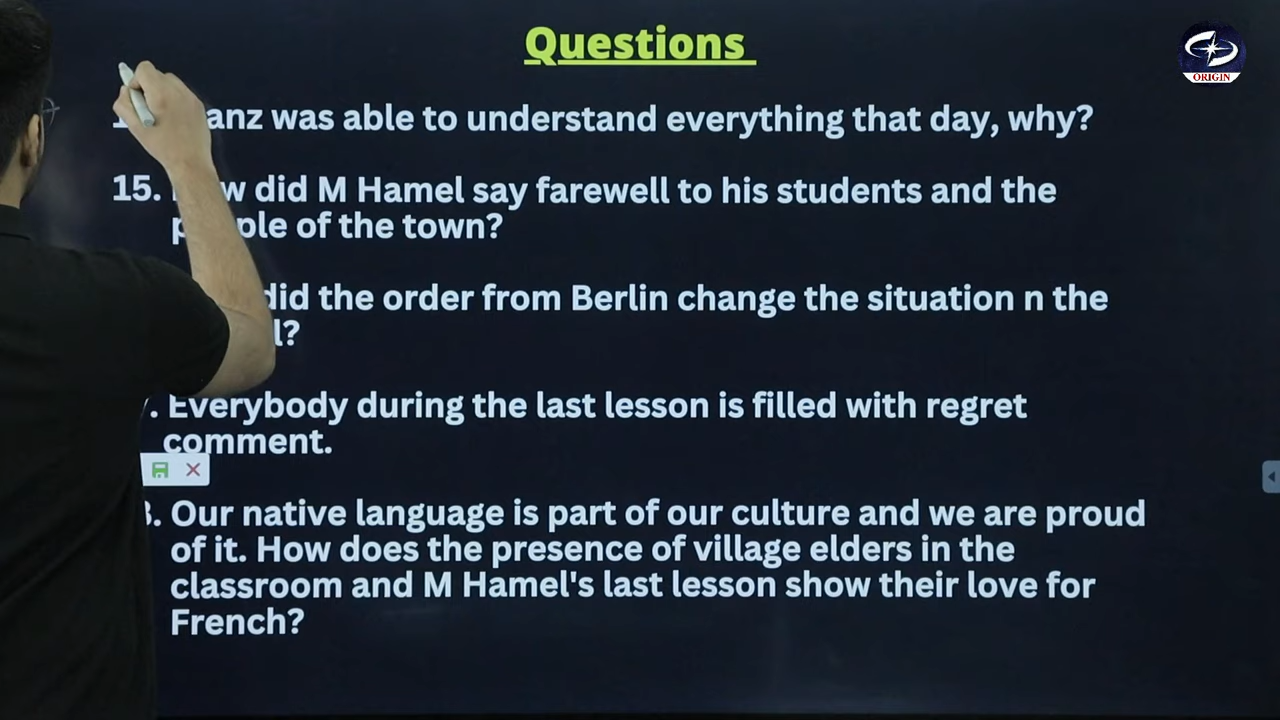 Questions
ORIGIN
was able to understand everything that day, why?
15. did M Hamel say farewell to his students and the
of the town?
did the order from Berlin change the situation n the
Everybody during the last lesson is filled with regret
comment.
Our native language is part of our culture and we are proud
of it. How does the presence of village elders in the
classroom and M Hamel's last lesson show their love for
French?